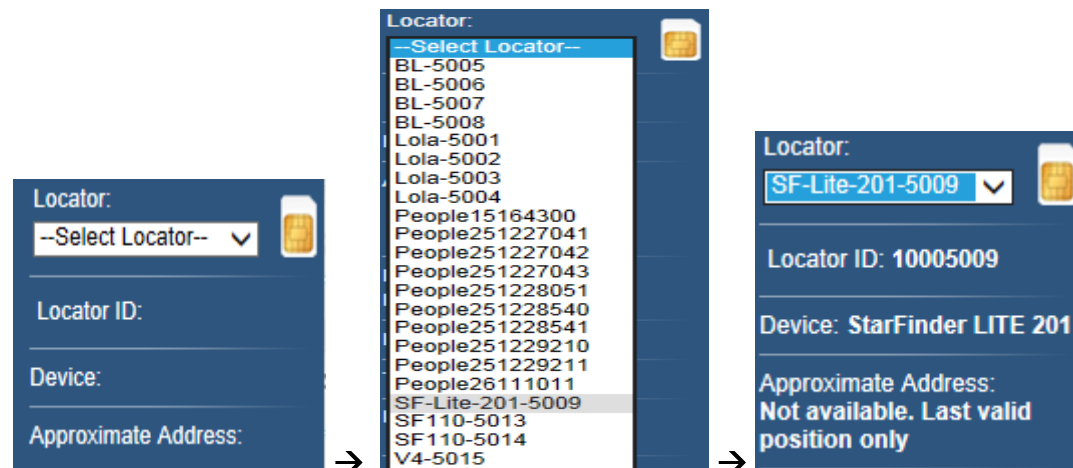 Locator:
--Select Locator--
Locator ID:
Device:
Approximate Address:
→
Locator:
--Select Locator--
BL-5005
BL-5006
BL-5007
BL-5008
Lola-5001
Lola-5002
Lola-5003
Lola-5004
People15164300
People251227041
People251227042
People251227043
People251228051
People251228540
People251228541
People251229210
People251229211
People26111011
SF-Lite-201-5009
SF110-5013
SF110-5014
V4-5015
→
Locator:
SF-Lite-201-5009
Locator ID: 10005009
Device: StarFinder LITE 201
Approximate Address:
Not available. Last valid
position only